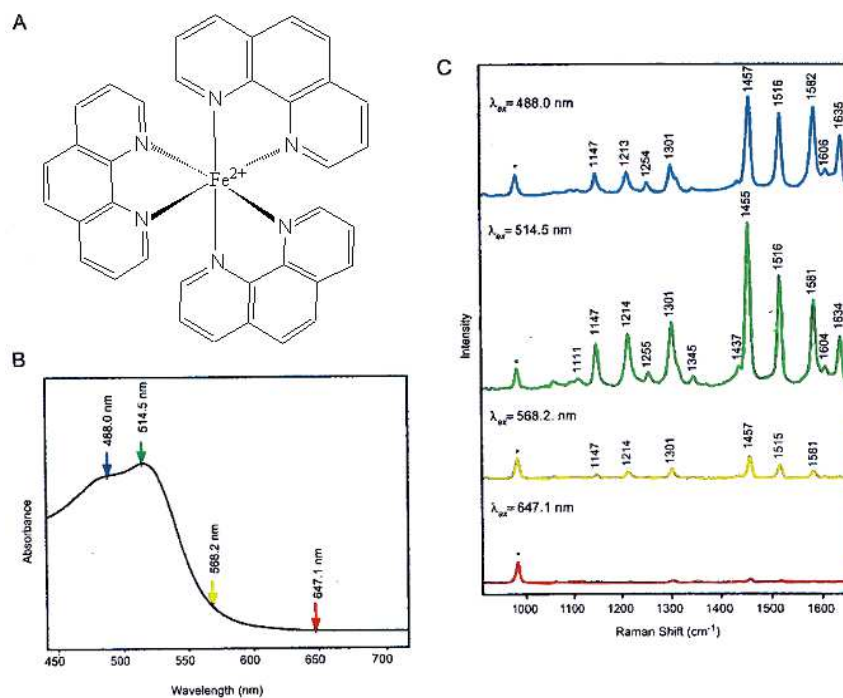 A
N
N
N
Fe2+
N
N
N
B
488.0 nm
514.5 nm
568.2 nm
647.1 nm
Absorbance
450 500 550 600 650 700
Wavelength (nm)
C
λex= 488.0 nm
*
1147
1213
1254
1301
1457
1516
1582
1606
1635
λex= 514.5 nm
*
1111
1147
1214
1255
1301
1345
1437
1455
1516
1581
1604
1634
λex= 568.2. nm
*
1147
1214
1301
1457
1515
1581
λex= 647.1 nm
*
Intensity
1000 1100 1200 1300 1400 1500 1600
Raman Shift (cm-1)